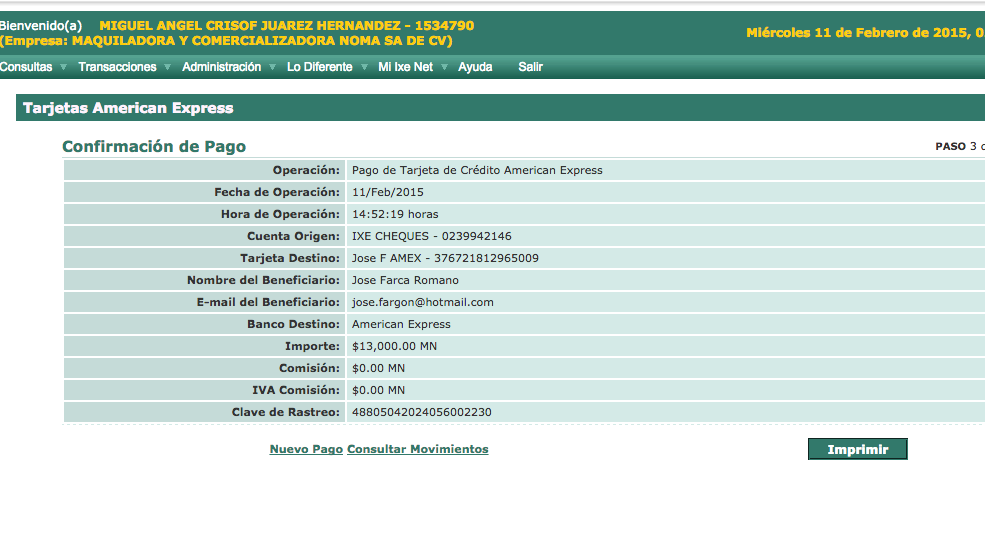 Bienvenido(a) MIGUEL ANGEL CRISOF JUAREZ HERNANDEZ - 1534790
(Empresa: MAQUILADORA Y COMERCIALIZADORA NOMA SA DE CV)
Miércoles 11 de Febrero de 2015, 0
Consultas Transacciones Administración Lo Diferente Mi Ixe Net Ayuda Salir
Tarjetas American Express
Confirmación de Pago PASO 3
Operación: Pago de Tarjeta de Crédito American Express
Fecha de Operación: 11/Feb/2015
Hora de Operación: 14:52:19 horas
Cuenta Origen: IXE CHEQUES - 0239942146
Tarjeta Destino: Jose F AMEX - 376721812965009
Nombre del Beneficiario: Jose Farca Romano
E-mail del Beneficiario: jose.fargon@hotmail.com
Banco Destino: American Express
Importe: $13,000.00 MN
Comisión: $0.00 MN
IVA Comisión: $0.00 MN
Clave de Rastreo: 48805042024056002230
Nuevo Pago Consultar Movimientos Imprimir